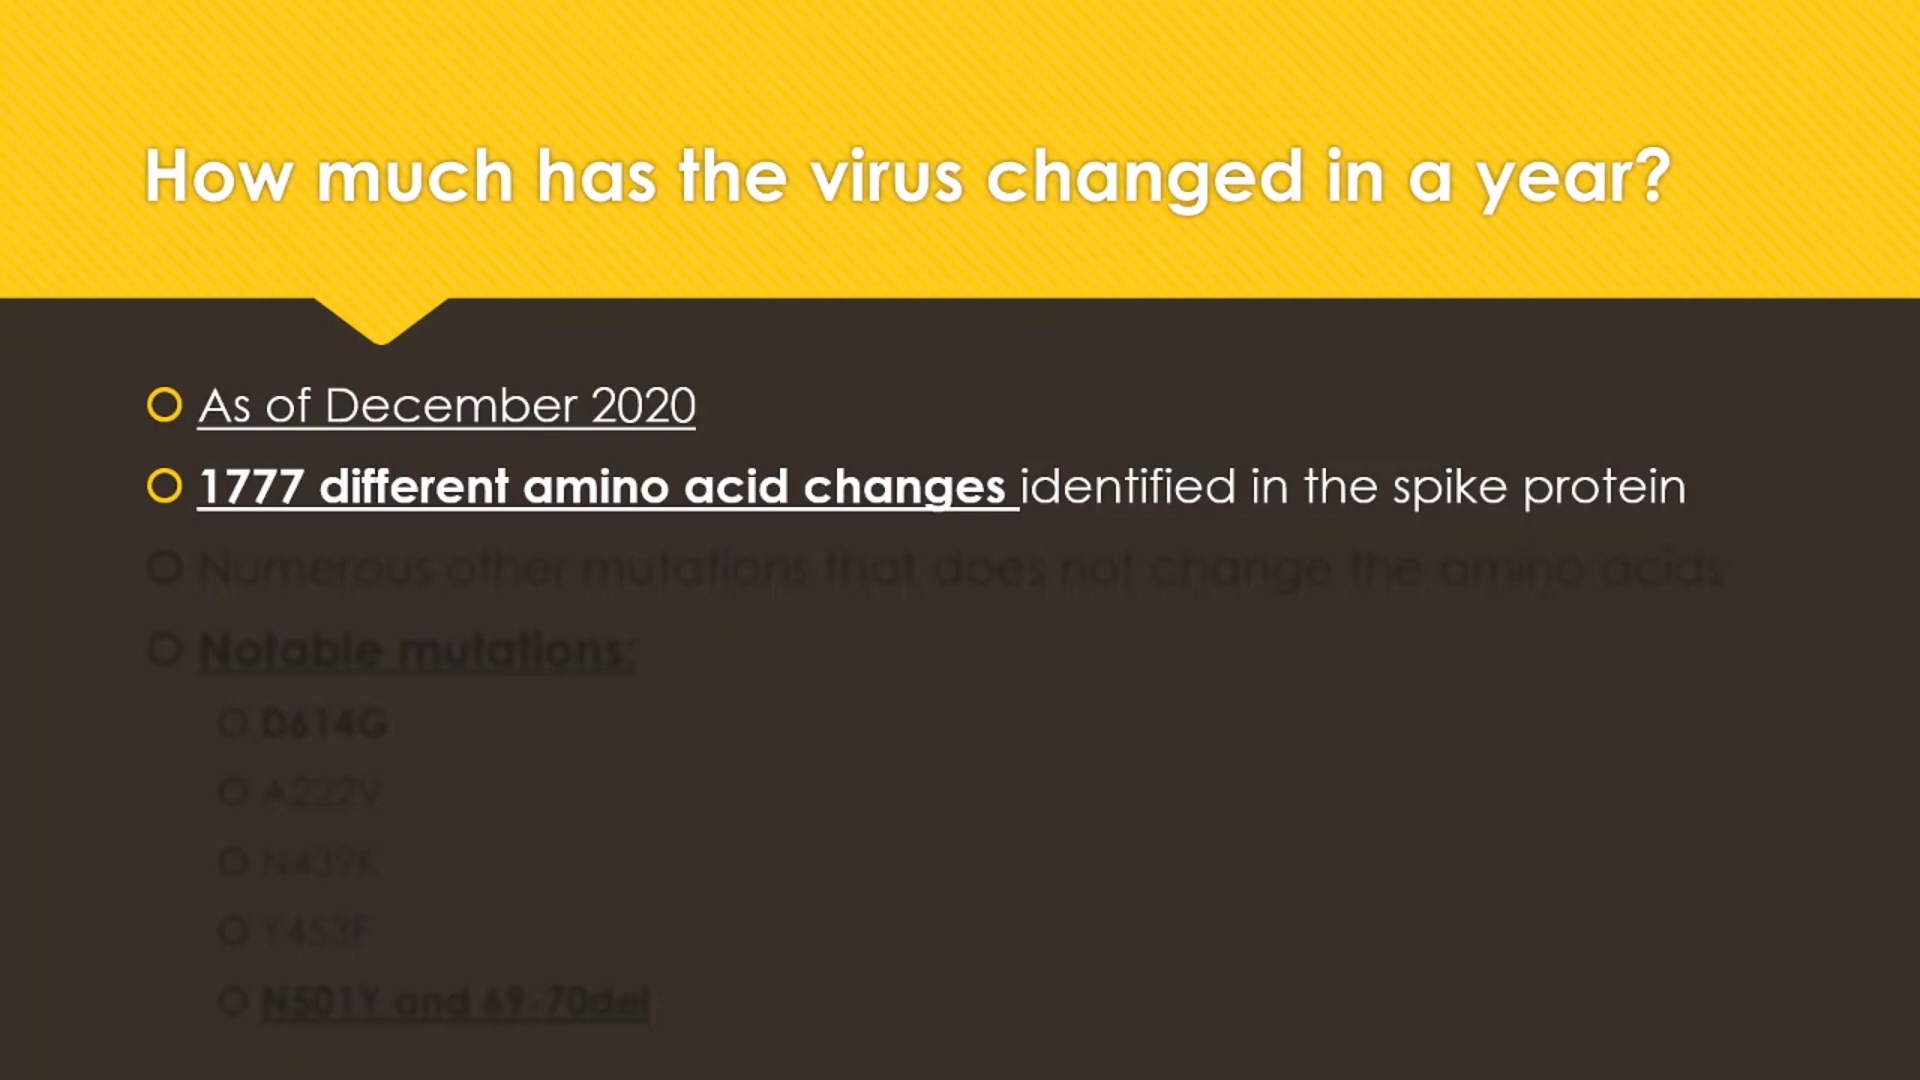 How much has the virus changed in a year?
As of December 2020
1777 different amino acid changes identified in the spike protein
Numerous other mutations that does not change the amino acids
Notable mutations:
D614G
A222V
N439K
Y453F
N501Y and 69-70del